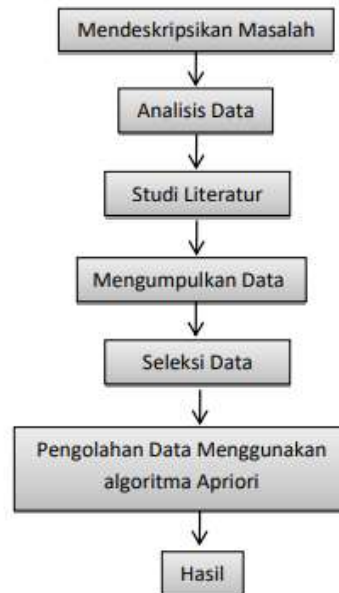 Mendeskripsikan Masalah
Analisis Data
Studi Literatur
Mengumpulkan Data
Seleksi Data
Pengolahan Data Menggunakan
algoritma Apriori
Hasil